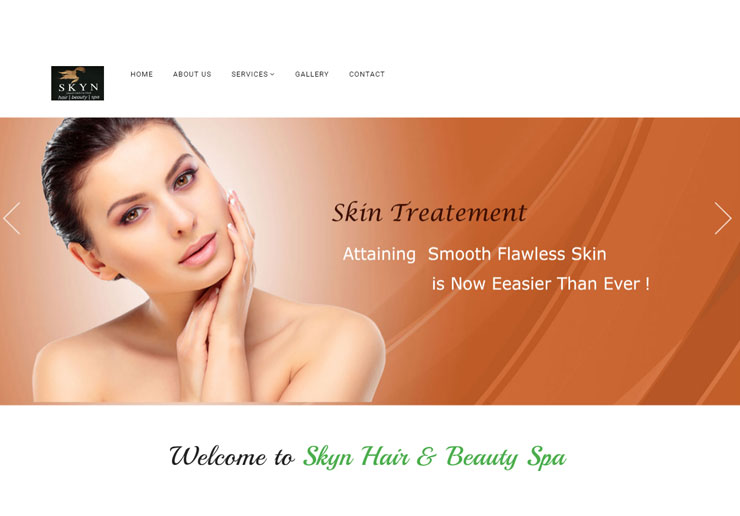 SKYN
hair | beauty | spa
HOME ABOUT US SERVICES GALLERY CONTACT
Skin Treatement
Attaining Smooth Flawless Skin
is Now Eeasier Than Ever !
Welcome to Skyn Hair & Beauty Spa